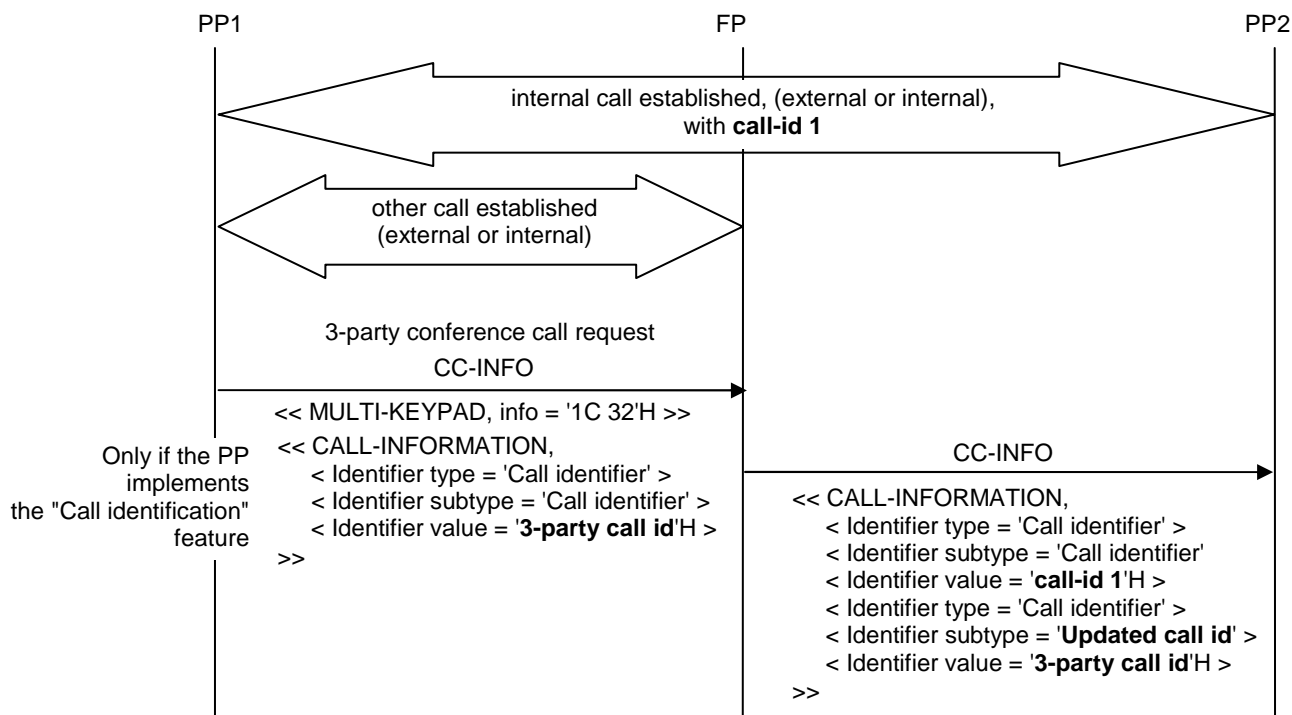 PP1 FP PP2
internal call established, (external or internal),
with call-id 1
other call established
(external or internal)
3-party conference call request
CC-INFO
<< MULTI-KEYPAD, info = '1C 32'H >>
Only if the PP
implements
the "Call identification"
feature
<< CALL-INFORMATION,
< Identifier type = 'Call identifier' >
< Identifier subtype = 'Call identifier' >
< Identifier value = '3-party call id'H >
>>
CC-INFO
<< CALL-INFORMATION,
< Identifier type = 'Call identifier' >
< Identifier subtype = 'Call identifier'
< Identifier value = 'call-id 1'H >
< Identifier type = 'Call identifier' >
< Identifier subtype = 'Updated call id' >
< Identifier value = '3-party call id'H >
>>